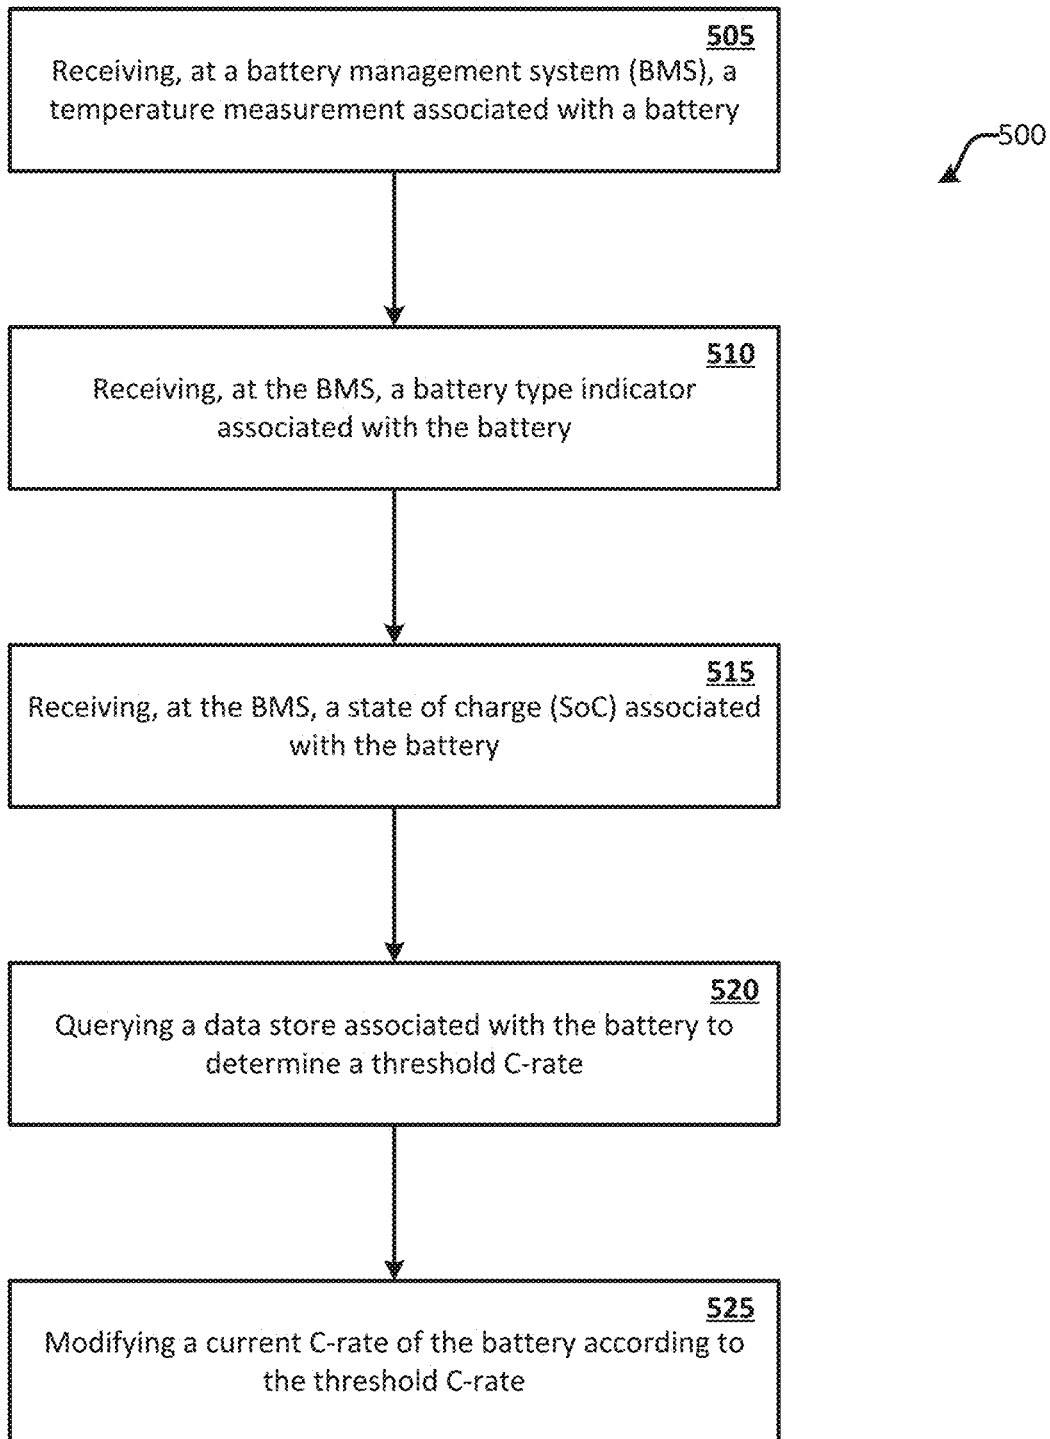 505
Receiving, at a battery management system (BMS), a
temperature measurement associated with a battery
500
510
Receiving, at the BMS, a battery type indicator
associated with the battery
515
Receiving, at the BMS, a state of charge (SoC) associated
with the battery
520
Querying a data store associated with the battery to
determine a threshold C-rate
525
Modifying a current C-rate of the battery according to
the threshold C-rate